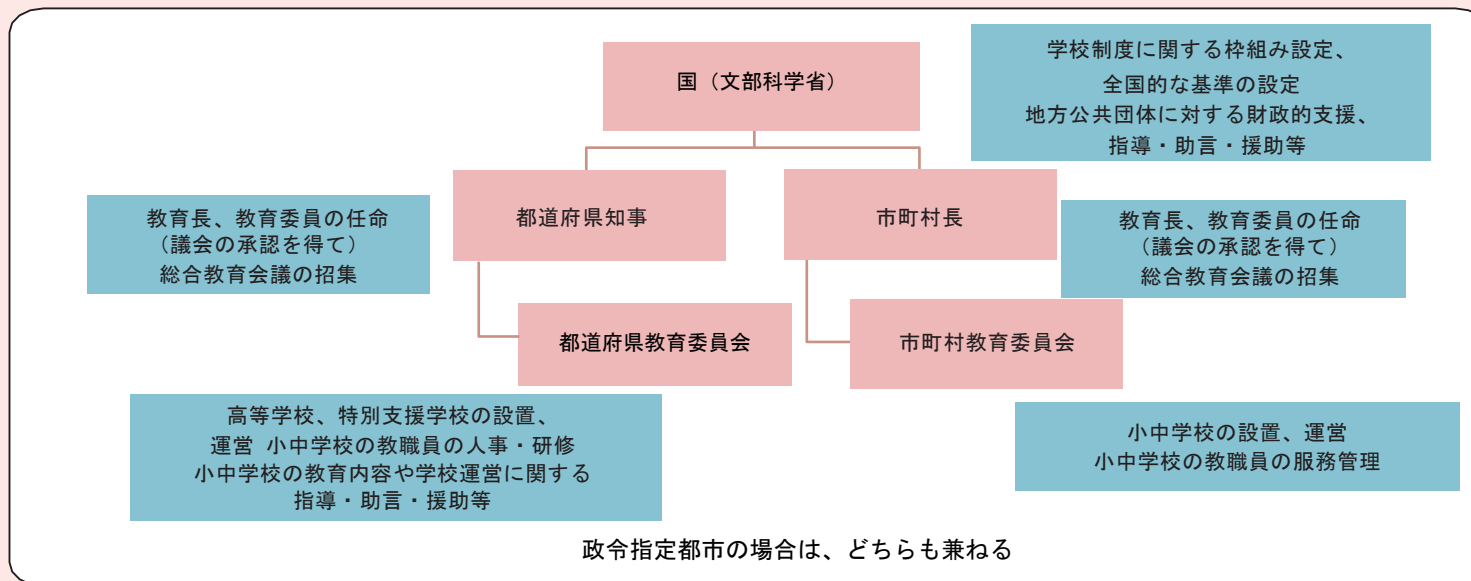 国（文部科学省）
学校制度に関する枠組み設定、
全国的な基準の設定
地方公共団体に対する財政的支援、
指導・助言・援助等
都道府県知事
市町村長
教育長、教育委員の任命
（議会の承認を得て）
総合教育会議の招集
教育長、教育委員の任命
（議会の承認を得て）
総合教育会議の招集
都道府県教育委員会
市町村教育委員会
高等学校、特別支援学校の設置、
運営 小中学校の教職員の人事・研修
小中学校の教育内容や学校運営に関する
指導・助言・援助等
小中学校の設置、運営
小中学校の教職員の服務管理
政令指定都市の場合は、どちらも兼ねる